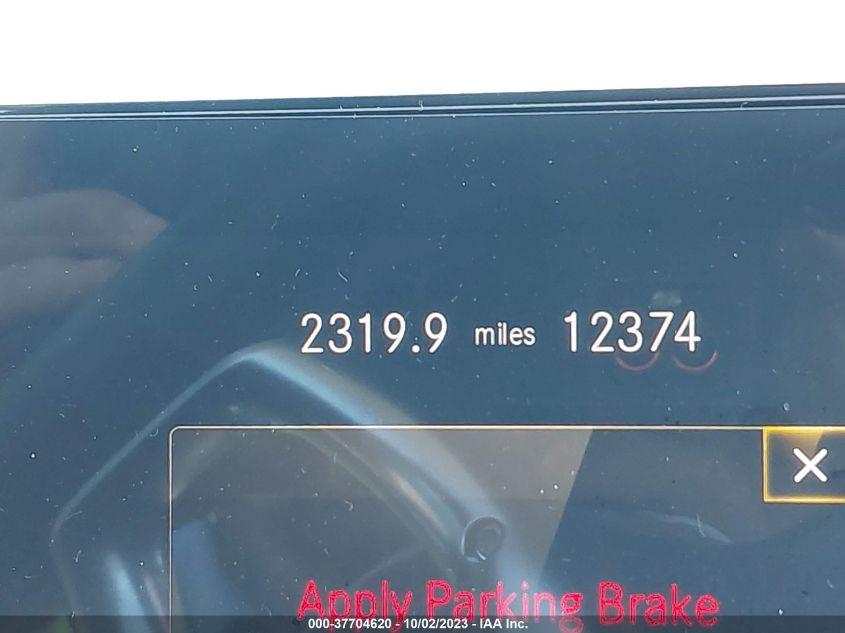 2319.9 miles 12374
Apply Parking Brake
000-37704620 - 10/02/2023 - IAA Inc.